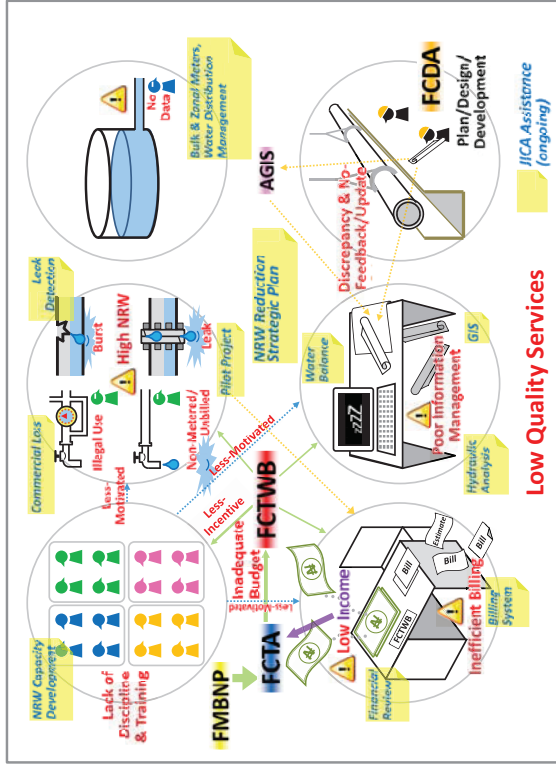 NRW Capacity
Development
Lack of
Discipline
& Training
Less-
Motivated
Commercial Loss
Illegal Use
Non-Metered/
Unbilled
Leak
Detection
Burst
High NRW
Leak
Pilot Project
No
Data
Bulk & Zonal Meters,
Water Distribution
Management
FMBNP
FCTA
Inadequate
Budget
FCTWB
Less-
Incentive
Less-Motivated
Less-Motivated
NRW Reduction
Strategic Plan
AGIS
Discrepancy & No-
Feedback/Update
Financial
Review
Low Income
FCTWB
Bill
Bill
Bill
Estimate
Inefficient Billing
Billing
System
Water
Balance
zzZZ
Poor Information
Management
Hydraulic
Analysis
GIS
FCDA
Plan/Design/
Development
JICA Assistance
(ongoing)
Low Quality Services